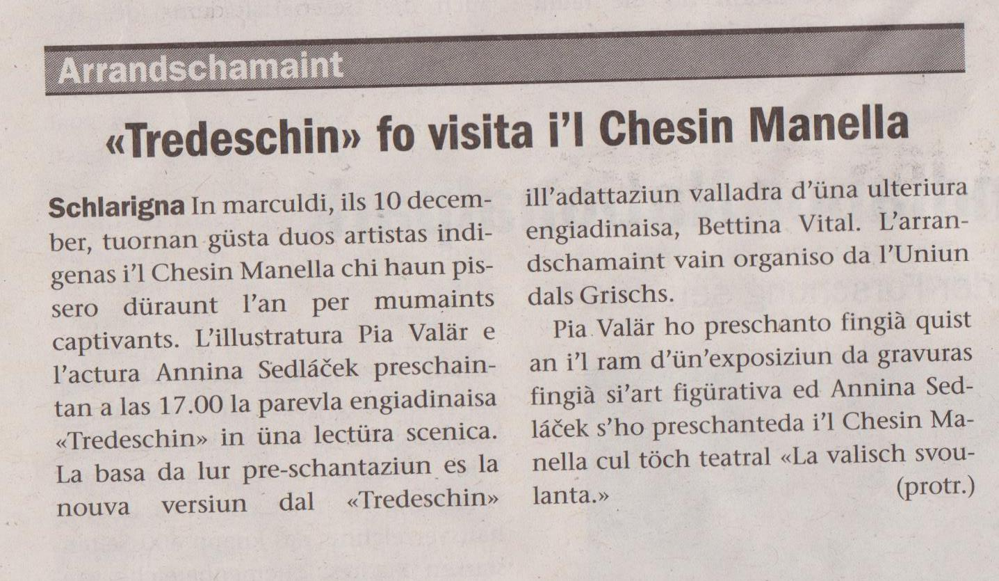 Arrandschamaint
«Tredeschin» fo visita i'l Chesin Manella
Schlarigna In marculdi, ils 10 decem-
ber, tuornan güsta duos artistas indi-
genas i'l Chesin Manella chi haun pis-
sero düraunt l'an per mumaints
captivants. L'illustratura Pia Valär e
l'actura Annina Sedláček preschain-
tan a las 17.00 la parevla engiadinaisa
«Tredeschin» in üna lectüra scenica.
La basa da lur pre-schantaziun es la
nouva versiun dal «Tredeschin»
ill'adattaziun valladra d'üna ulteriura
engiadinaisa, Bettina Vital. L'arran-
dschamaint vain organiso da l'Uniun
dals Grischs.
Pia Valär ho preschanto fingià quist
an i'l ram d'ün'exposiziun da gravuras
fingià si'art figürativa ed Annina Sed-
láček s'ho preschanteda i'l Chesin Ma-
nella cul töch teatral «La valisch svou-
lanta.» (protr.)